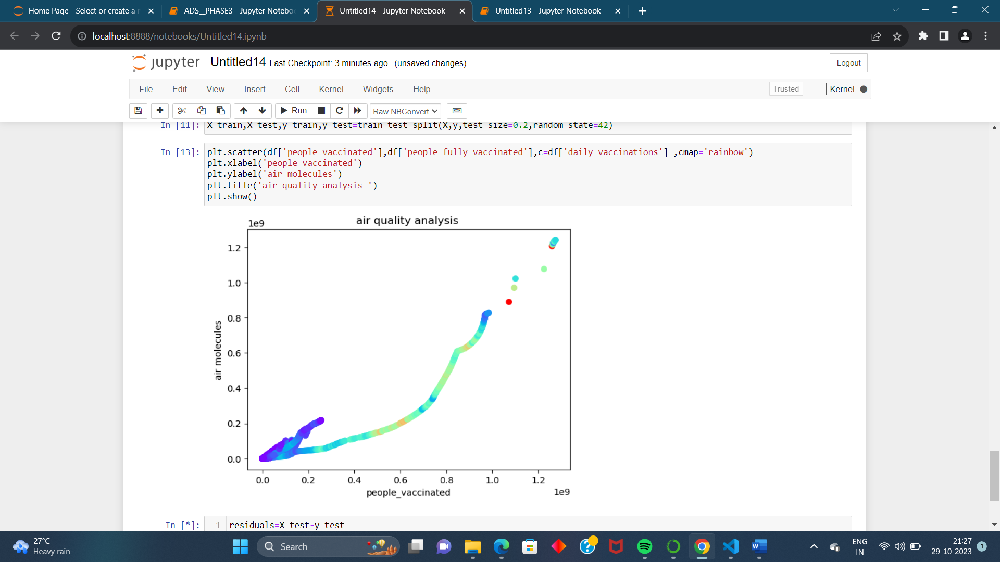 Home Page - Select or create a n
ADS__PHASE3 - Jupyter Notebo
Untitled14 - Jupyter Notebook
Untitled13 - Jupyter Notebook
localhost:8888/notebooks/Untitled14.ipynb
jupyter Untitled14 Last Checkpoint: 3 minutes ago (unsaved changes)
Logout
File Edit View Insert Cell Kernel Widgets Help
Trusted
Kernel
Run
Raw NBConvert
In [11]: X_train,X_test,y_train,y_test=train_test_split(X,y,test_size=0.2,random_state=42)
In [13]: plt.scatter(df['people_vaccinated'],df['people_fully_vaccinated'],c=df['daily_vaccinations'] ,cmap='rainbow')
plt.xlabel('people_vaccinated')
plt.ylabel('air molecules')
plt.title('air quality analysis ')
plt.show()
air quality analysis
1e9
1.2
1.0
0.8
0.6
0.4
0.2
0.0
air molecules
0.0 0.2 0.4 0.6 0.8 1.0 1.2
people_vaccinated
1e9
In [*]: 1 residuals=X_test-y_test
27°C
Heavy rain
Search
ENG
IN
21:27
29-10-2023
1